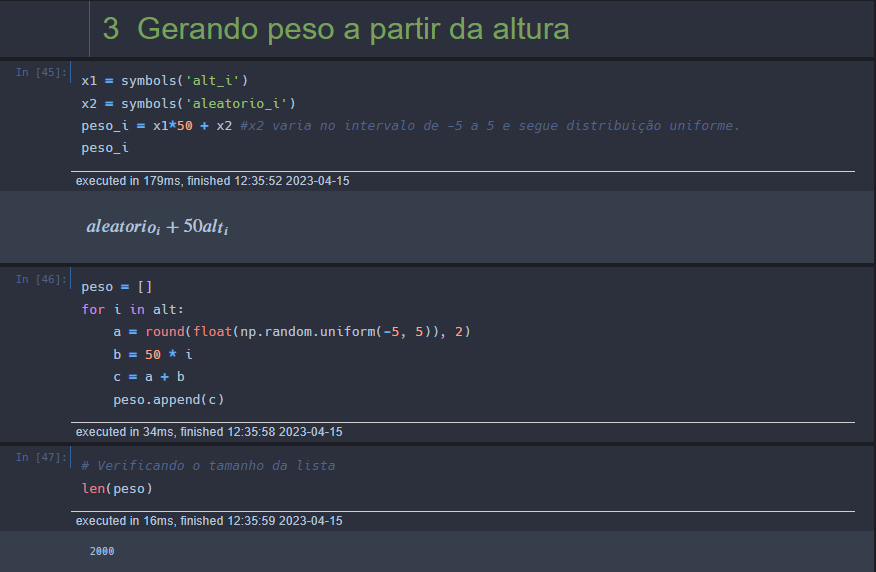 3 Gerando peso a partir da altura
In [45]:
x1 = symbols('alt_i')
x2 = symbols('aleatorio_i')
peso_i = x1*50 + x2 #x2 varia no intervalo de -5 a 5 e segue distribuição uniforme.
peso_i
executed in 179ms, finished 12:35:52 2023-04-15
aleatorio_i + 50alt_i
In [46]:
peso = []
for i in alt:
    a = round(float(np.random.uniform(-5, 5)), 2)
    b = 50 * i
    c = a + b
    peso.append(c)
executed in 34ms, finished 12:35:58 2023-04-15
In [47]:
# Verificando o tamanho da lista
len(peso)
executed in 16ms, finished 12:35:59 2023-04-15
2000